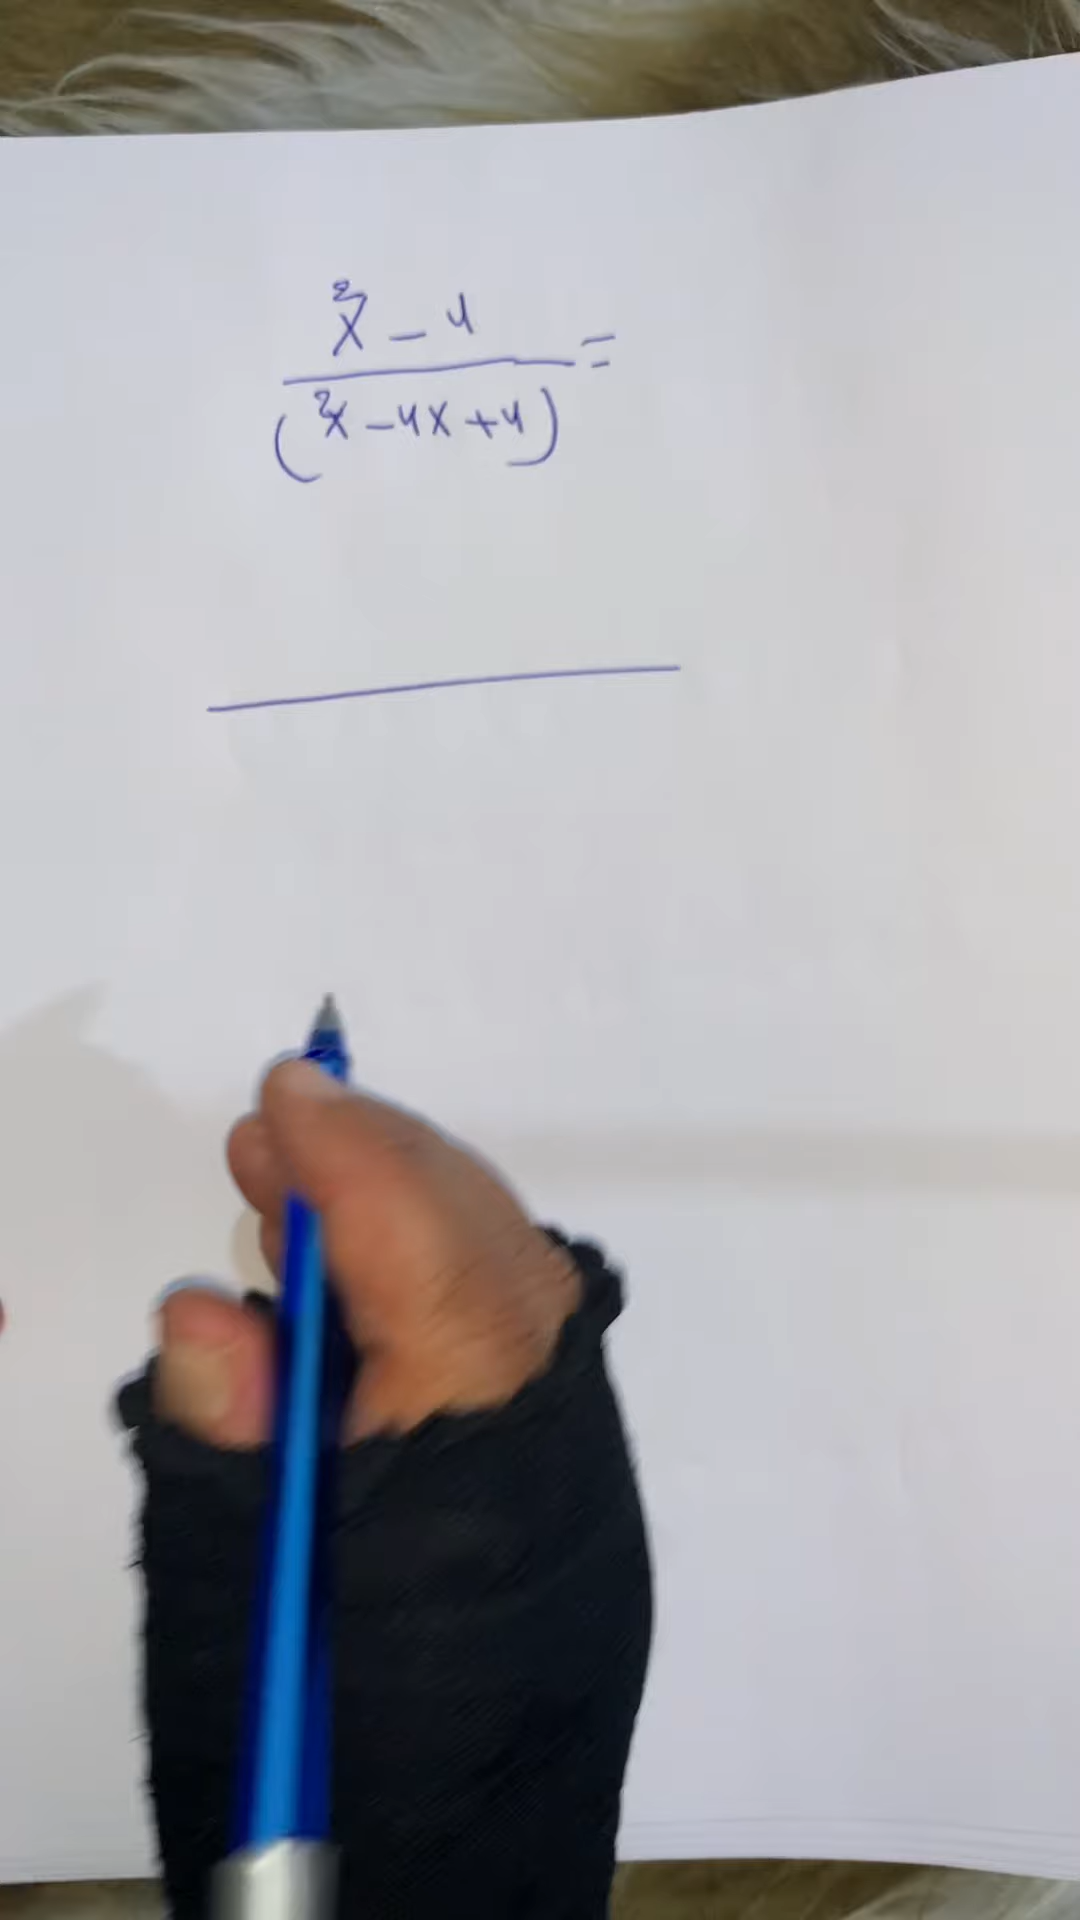 x² - 4
(x² - 4x + 4) =